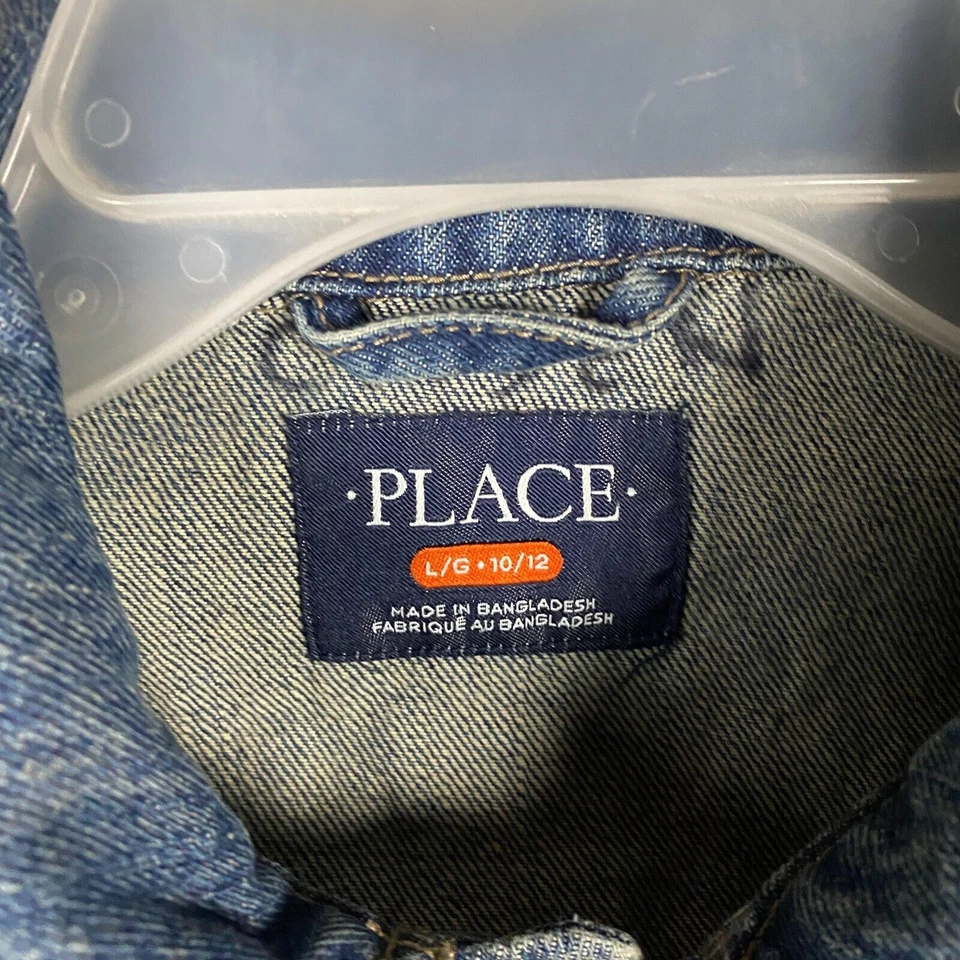 ·PLACE·
L/G • 10/12
MADE IN BANGLADESH
FABRIQUÉ AU BANGLADESH